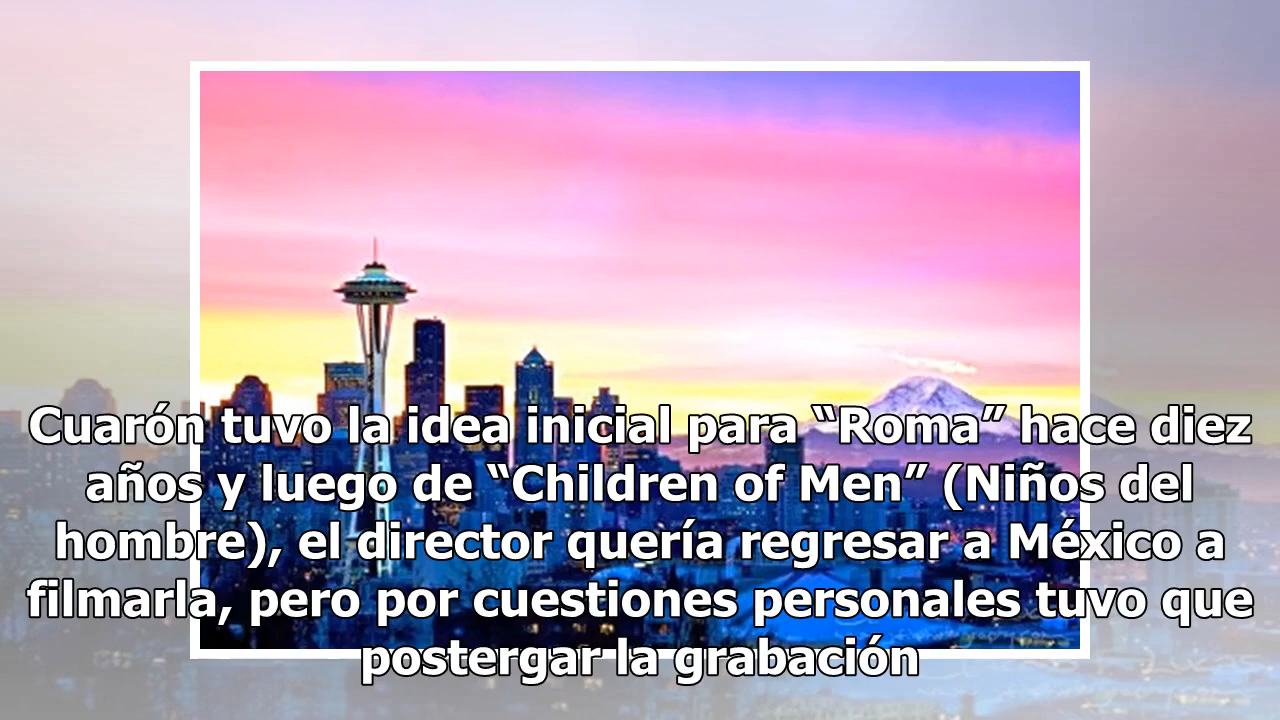 Cuarón tuvo la idea inicial para “Roma” hace diez
años y luego de “Children of Men” (Niños del
hombre), el director quería regresar a México a
filmarla, pero por cuestiones personales tuvo que
postergar la grabación